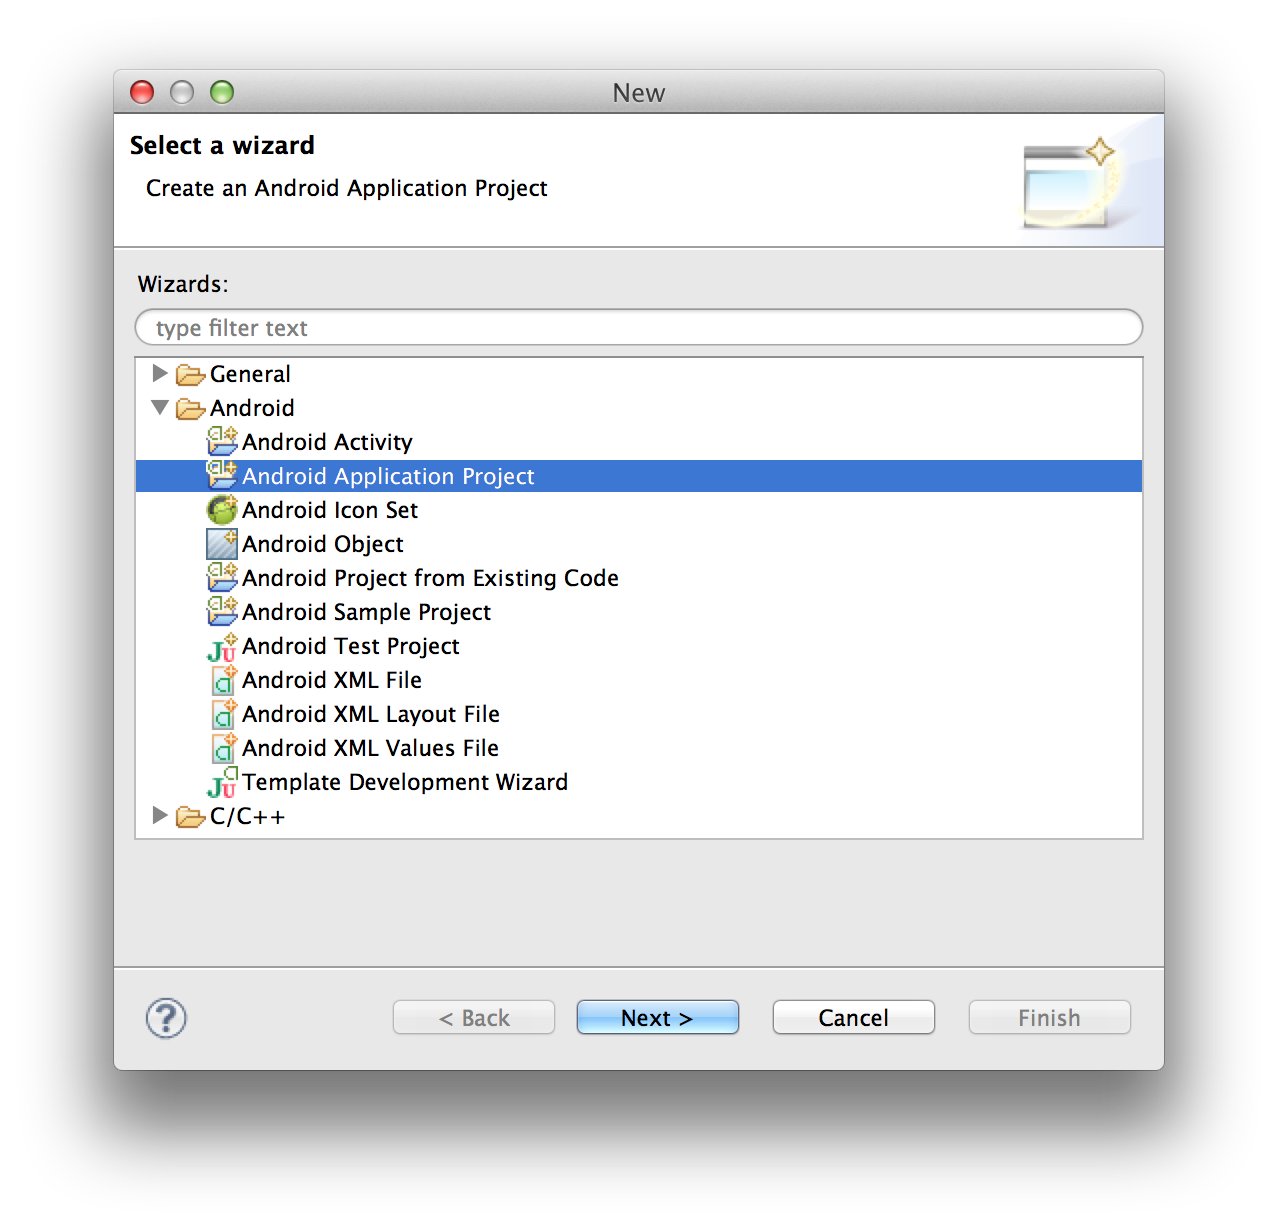 New
Select a wizard
Create an Android Application Project
Wizards:
type filter text
General
Android
Android Activity
Android Application Project
Android Icon Set
Android Object
Android Project from Existing Code
Android Sample Project
Android Test Project
Android XML File
Android XML Layout File
Android XML Values File
Template Development Wizard
C/C++
? < Back Next > Cancel Finish